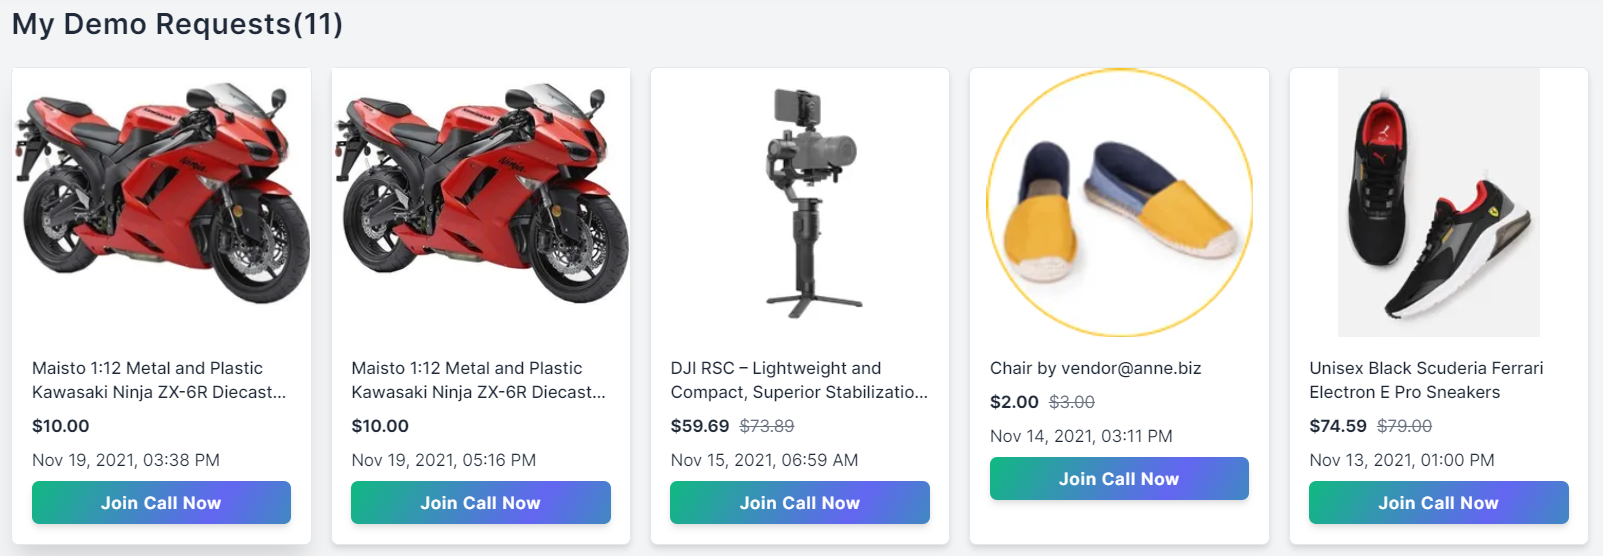 My Demo Requests(11)
Maisto 1:12 Metal and Plastic
Kawasaki Ninja ZX-6R Diecast...
$10.00
Nov 19, 2021, 03:38 PM
Join Call Now
Maisto 1:12 Metal and Plastic
Kawasaki Ninja ZX-6R Diecast...
$10.00
Nov 19, 2021, 05:16 PM
Join Call Now
DJI RSC – Lightweight and
Compact, Superior Stabilizatio...
$59.69 $73.89
Nov 15, 2021, 06:59 AM
Join Call Now
Chair by vendor@anne.biz
$2.00 $3.00
Nov 14, 2021, 03:11 PM
Join Call Now
Unisex Black Scuderia Ferrari
Electron E Pro Sneakers
$74.59 $79.00
Nov 13, 2021, 01:00 PM
Join Call Now